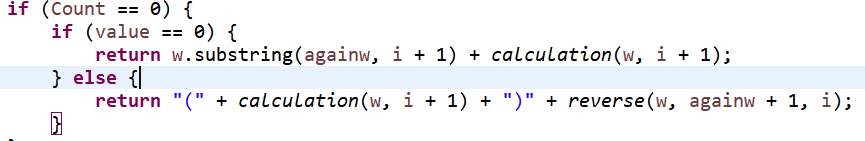 if (Count == 0) {
if (value == 0) {
return w.substring(againw, i + 1) + calculation(w, i + 1);
} else {
return "(" + calculation(w, i + 1) + ")" + reverse(w, againw + 1, i);
}